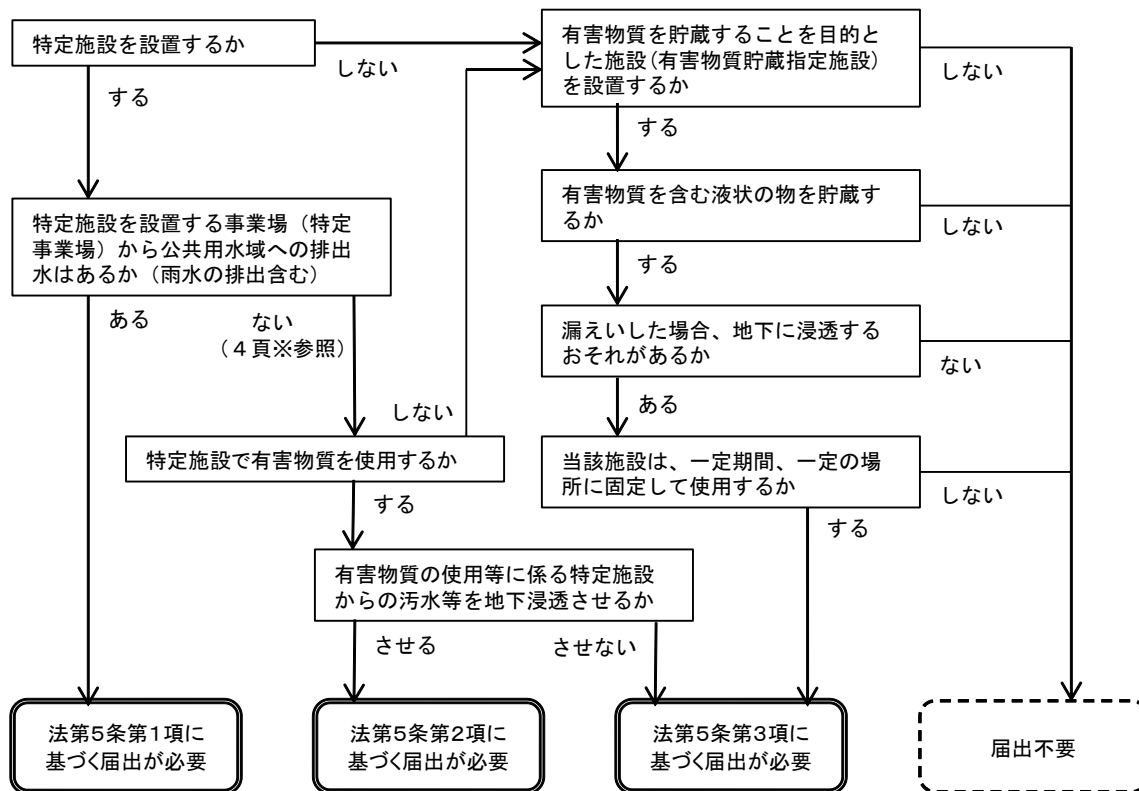 特定施設を設置するか
しない
する
有害物質を貯蔵することを目的と
した施設(有害物質貯蔵指定施設)
を設置するか
しない
する
特定施設を設置する事業場（特定
事業場）から公共用水域への排出
水はあるか（雨水の排出含む）
ある
ない
（４頁※参照）
有害物質を含む液状の物を貯蔵す
るか
しない
する
漏えいした場合、地下に浸透する
おそれがあるか
ない
ある
しない
特定施設で有害物質を使用するか
する
当該施設は、一定期間、一定の場
所に固定して使用するか
しない
する
有害物質の使用等に係る特定施設
からの汚水等を地下浸透させるか
させる
させない
法第５条第１項に
基づく届出が必要
法第５条第２項に
基づく届出が必要
法第５条第３項に
基づく届出が必要
届出不要